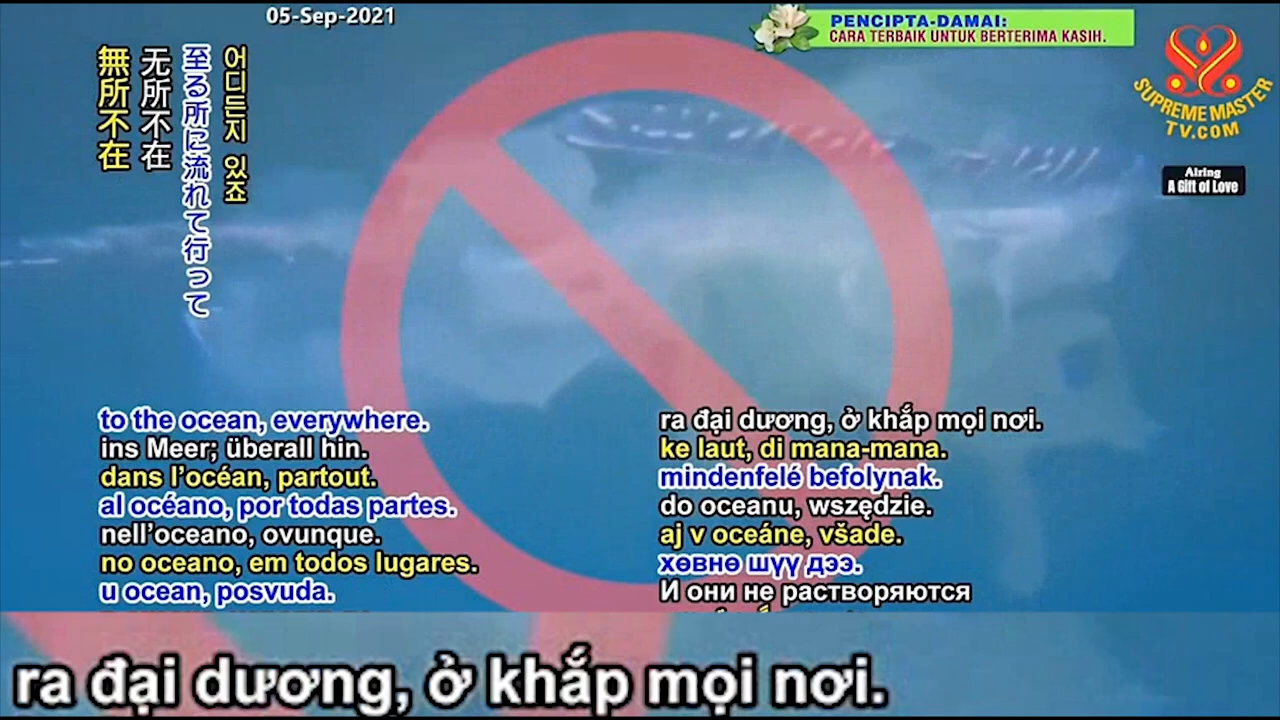 05-Sep-2021
PENCIPTA-DAMAI:
CARA TERBAIK UNTUK BERTERIMA KASIH.
SUPREME MASTER
TV.COM
Airing
A Gift of Love
어디든지 있죠
至る所に流れて行って
无所不在
無所不在
to the ocean, everywhere.
ins Meer; überall hin.
dans l’océan, partout.
al océano, por todas partes.
nell’oceano, ovunque.
no oceano, em todos lugares.
u ocean, posvuda.
ra đại dương, ở khắp mọi nơi.
ke laut, di mana-mana.
mindenfelé befolynak.
do oceanu, wszędzie.
aj v oceáne, všade.
хөвнө шүү дээ.
И они не растворяются
ra đại dương, ở khắp mọi nơi.